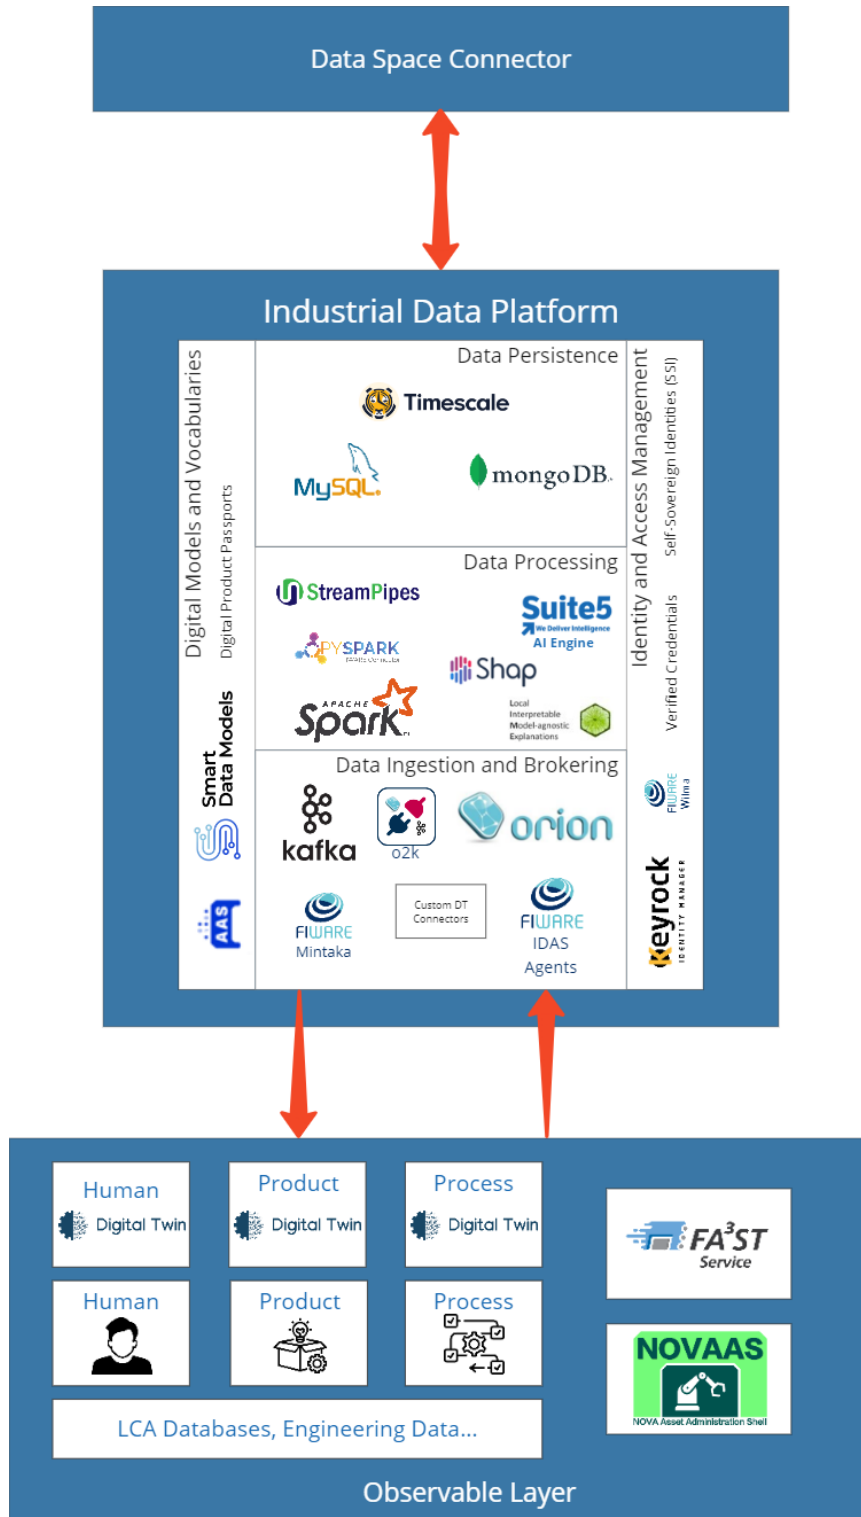 Data Space Connector
Industrial Data Platform
Digital Models and Vocabularies
Digital Product Passports
Smart
Data Models
AAS
Data Persistence
Timescale
MySQL
mongoDB
Data Processing
StreamPipes
Suite5
We Deliver Intelligence
AI Engine
PYSPARK
Shap
APACHE
Spark
Local
Interpretable
Model-agnostic
Explanations
Data Ingestion and Brokering
kafka
o2k
orion
FIWARE
Mintaka
Custom DT
Connectors
FIWARE
IDAS
Agents
Identity and Access Management
Self-Sovereign Identities (SSI)
Verified Credentials
FIWARE
Wilma
Keyrock
IDENTITY MANAGER
Human
Digital Twin
Product
Digital Twin
Process
Digital Twin
Human
Product
Process
LCA Databases, Engineering Data...
FA³ST
Service
NOVAAS
NOVA Asset Administration Shell
Observable Layer